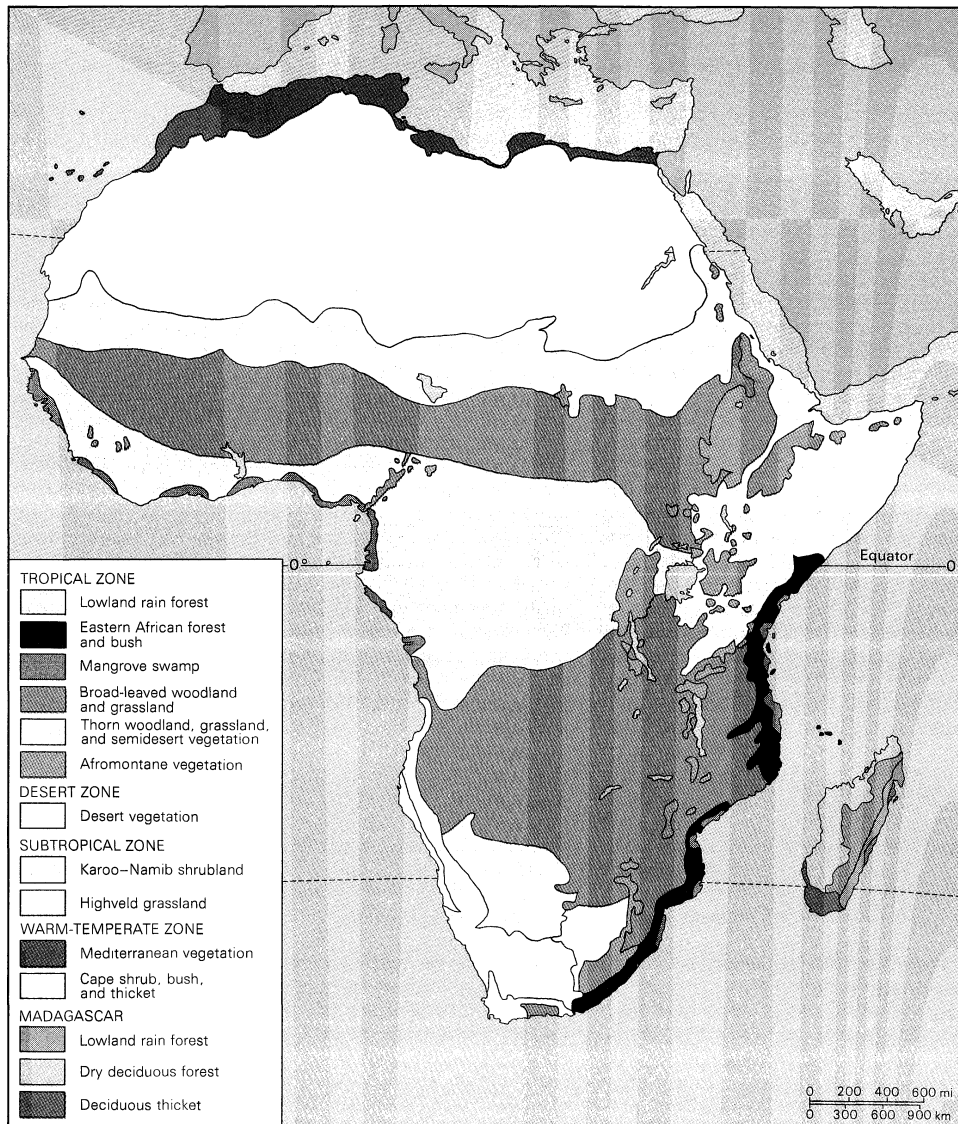 Equator
0°
0
TROPICAL ZONE
Lowland rain forest
Eastern African forest
and bush
Mangrove swamp
Broad-leaved woodland
and grassland
Thorn woodland, grassland,
and semidesert vegetation
Afromontane vegetation
DESERT ZONE
Desert vegetation
SUBTROPICAL ZONE
Karoo–Namib shrubland
Highveld grassland
WARM-TEMPERATE ZONE
Mediterranean vegetation
Cape shrub, bush,
and thicket
MADAGASCAR
Lowland rain forest
Dry deciduous forest
Deciduous thicket
0 200 400 600 mi
0 300 600 900 km